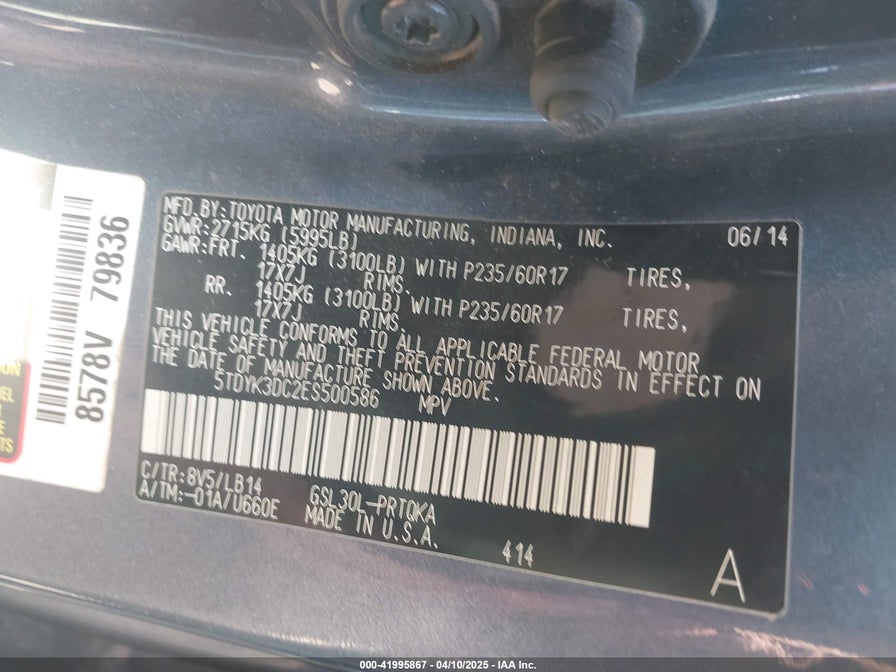 MFD.BY:TOYOTA MOTOR MANUFACTURING, INDIANA, INC. 06/14
GVWR:2715KG (5995LB)
GAWR:FRT. 1405KG (3100LB) WITH P235/60R17 TIRES,
17X7J RIMS.
RR. 1405KG (3100LB) WITH P235/60R17 TIRES,
17X7J RIMS.
THIS VEHICLE CONFORMS TO ALL APPLICABLE FEDERAL MOTOR
VEHICLE SAFETY AND THEFT PREVENTION STANDARDS IN EFFECT ON
THE DATE OF MANUFACTURE SHOWN ABOVE.
5TDYK3DC2ES500586 MPV
C/TR:8V5/LB14
A/TM:-01A/U660E
GSL30L-PRTQKA
MADE IN U.S.A.
414
A
8578V 79836
000-41995867 - 04/10/2025 - IAA Inc.